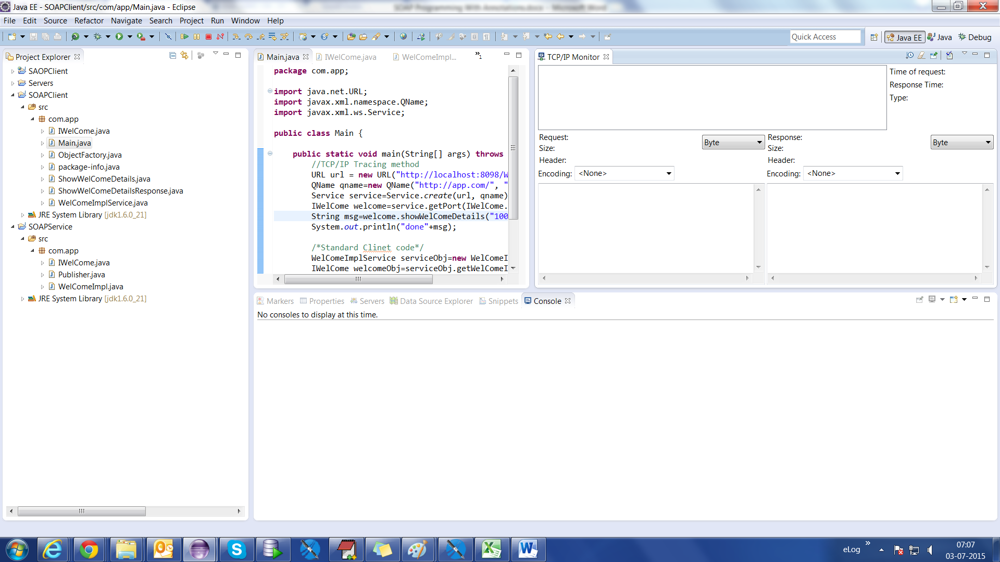 Java EE - SOAPClient/src/com/app/Main.java - Eclipse
SOAP Programming With Annotations.docx - Microsoft Word
File Edit Source Refactor Navigate Search Project Run Window Help
Quick Access
Java EE
Java
Debug
Project Explorer
SAOPClient
Servers
SOAPClient
src
com.app
IWelCome.java
Main.java
ObjectFactory.java
package-info.java
ShowWelComeDetails.java
ShowWelComeDetailsResponse.java
WelComeImplService.java
JRE System Library [jdk1.6.0_21]
SOAPService
src
com.app
IWelCome.java
Publisher.java
WelComeImpl.java
JRE System Library [jdk1.6.0_21]
Main.java
IWelCome.java
WelComeImpl...
»1
package com.app;
import java.net.URL;
import javax.xml.namespace.QName;
import javax.xml.ws.Service;
public class Main {
public static void main(String[] args) throws
//TCP/IP Tracing method
URL url = new URL("http://localhost:8098/W
QName qname=new QName("http://app.com/", "
Service service=Service.create(url, qname)
IWelCome welcome=service.getPort(IWelCome.
String msg=welcome.showWelComeDetails("100
System.out.println("done"+msg);
/*Standard Clinet code*/
WelComeImplService serviceObj=new WelComeI
IWelCome welcomeObj=serviceObj.getWelComeI
TCP/IP Monitor
Time of request:
Response Time:
Type:
Request:
Size:
Byte
Header:
Encoding: <None>
Response:
Size:
Byte
Header:
Encoding: <None>
Markers
Properties
Servers
Data Source Explorer
Snippets
Console
No consoles to display at this time.
eLog
»
07:07
03-07-2015